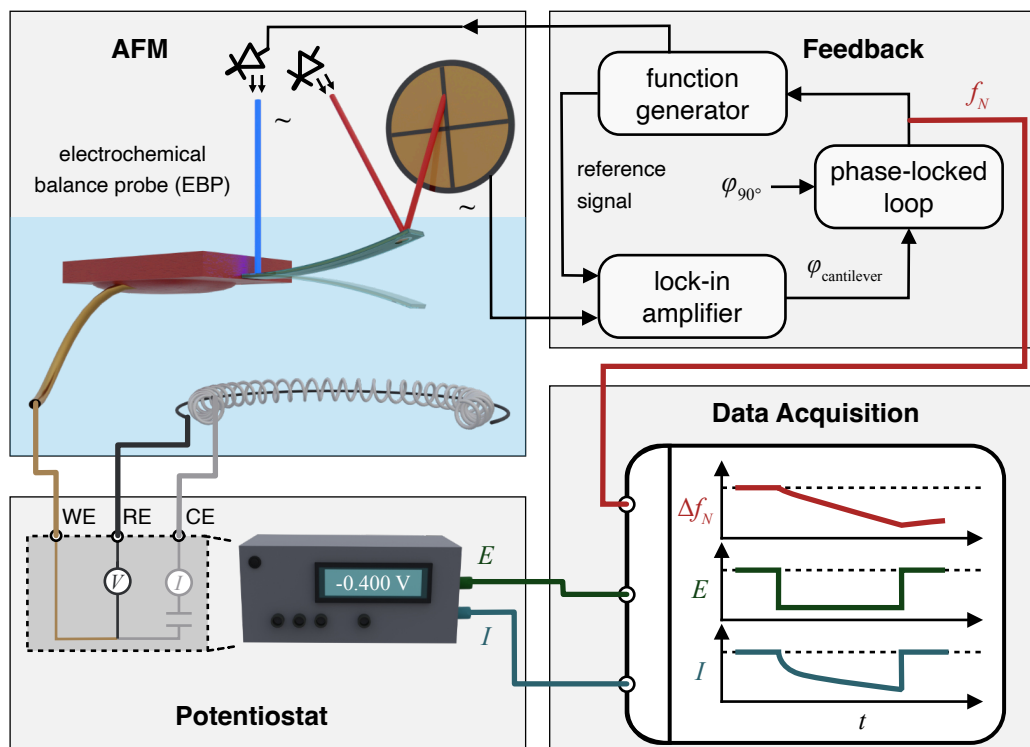 AFM
~
~
electrochemical
balance probe (EBP)
Feedback
function
generator
f_N
reference
signal
φ_90°
phase-locked
loop
lock-in
amplifier
φ_cantilever
WE RE CE
V
I
-0.400 V
E
I
Potentiostat
Data Acquisition
Δf_N
E
I
t